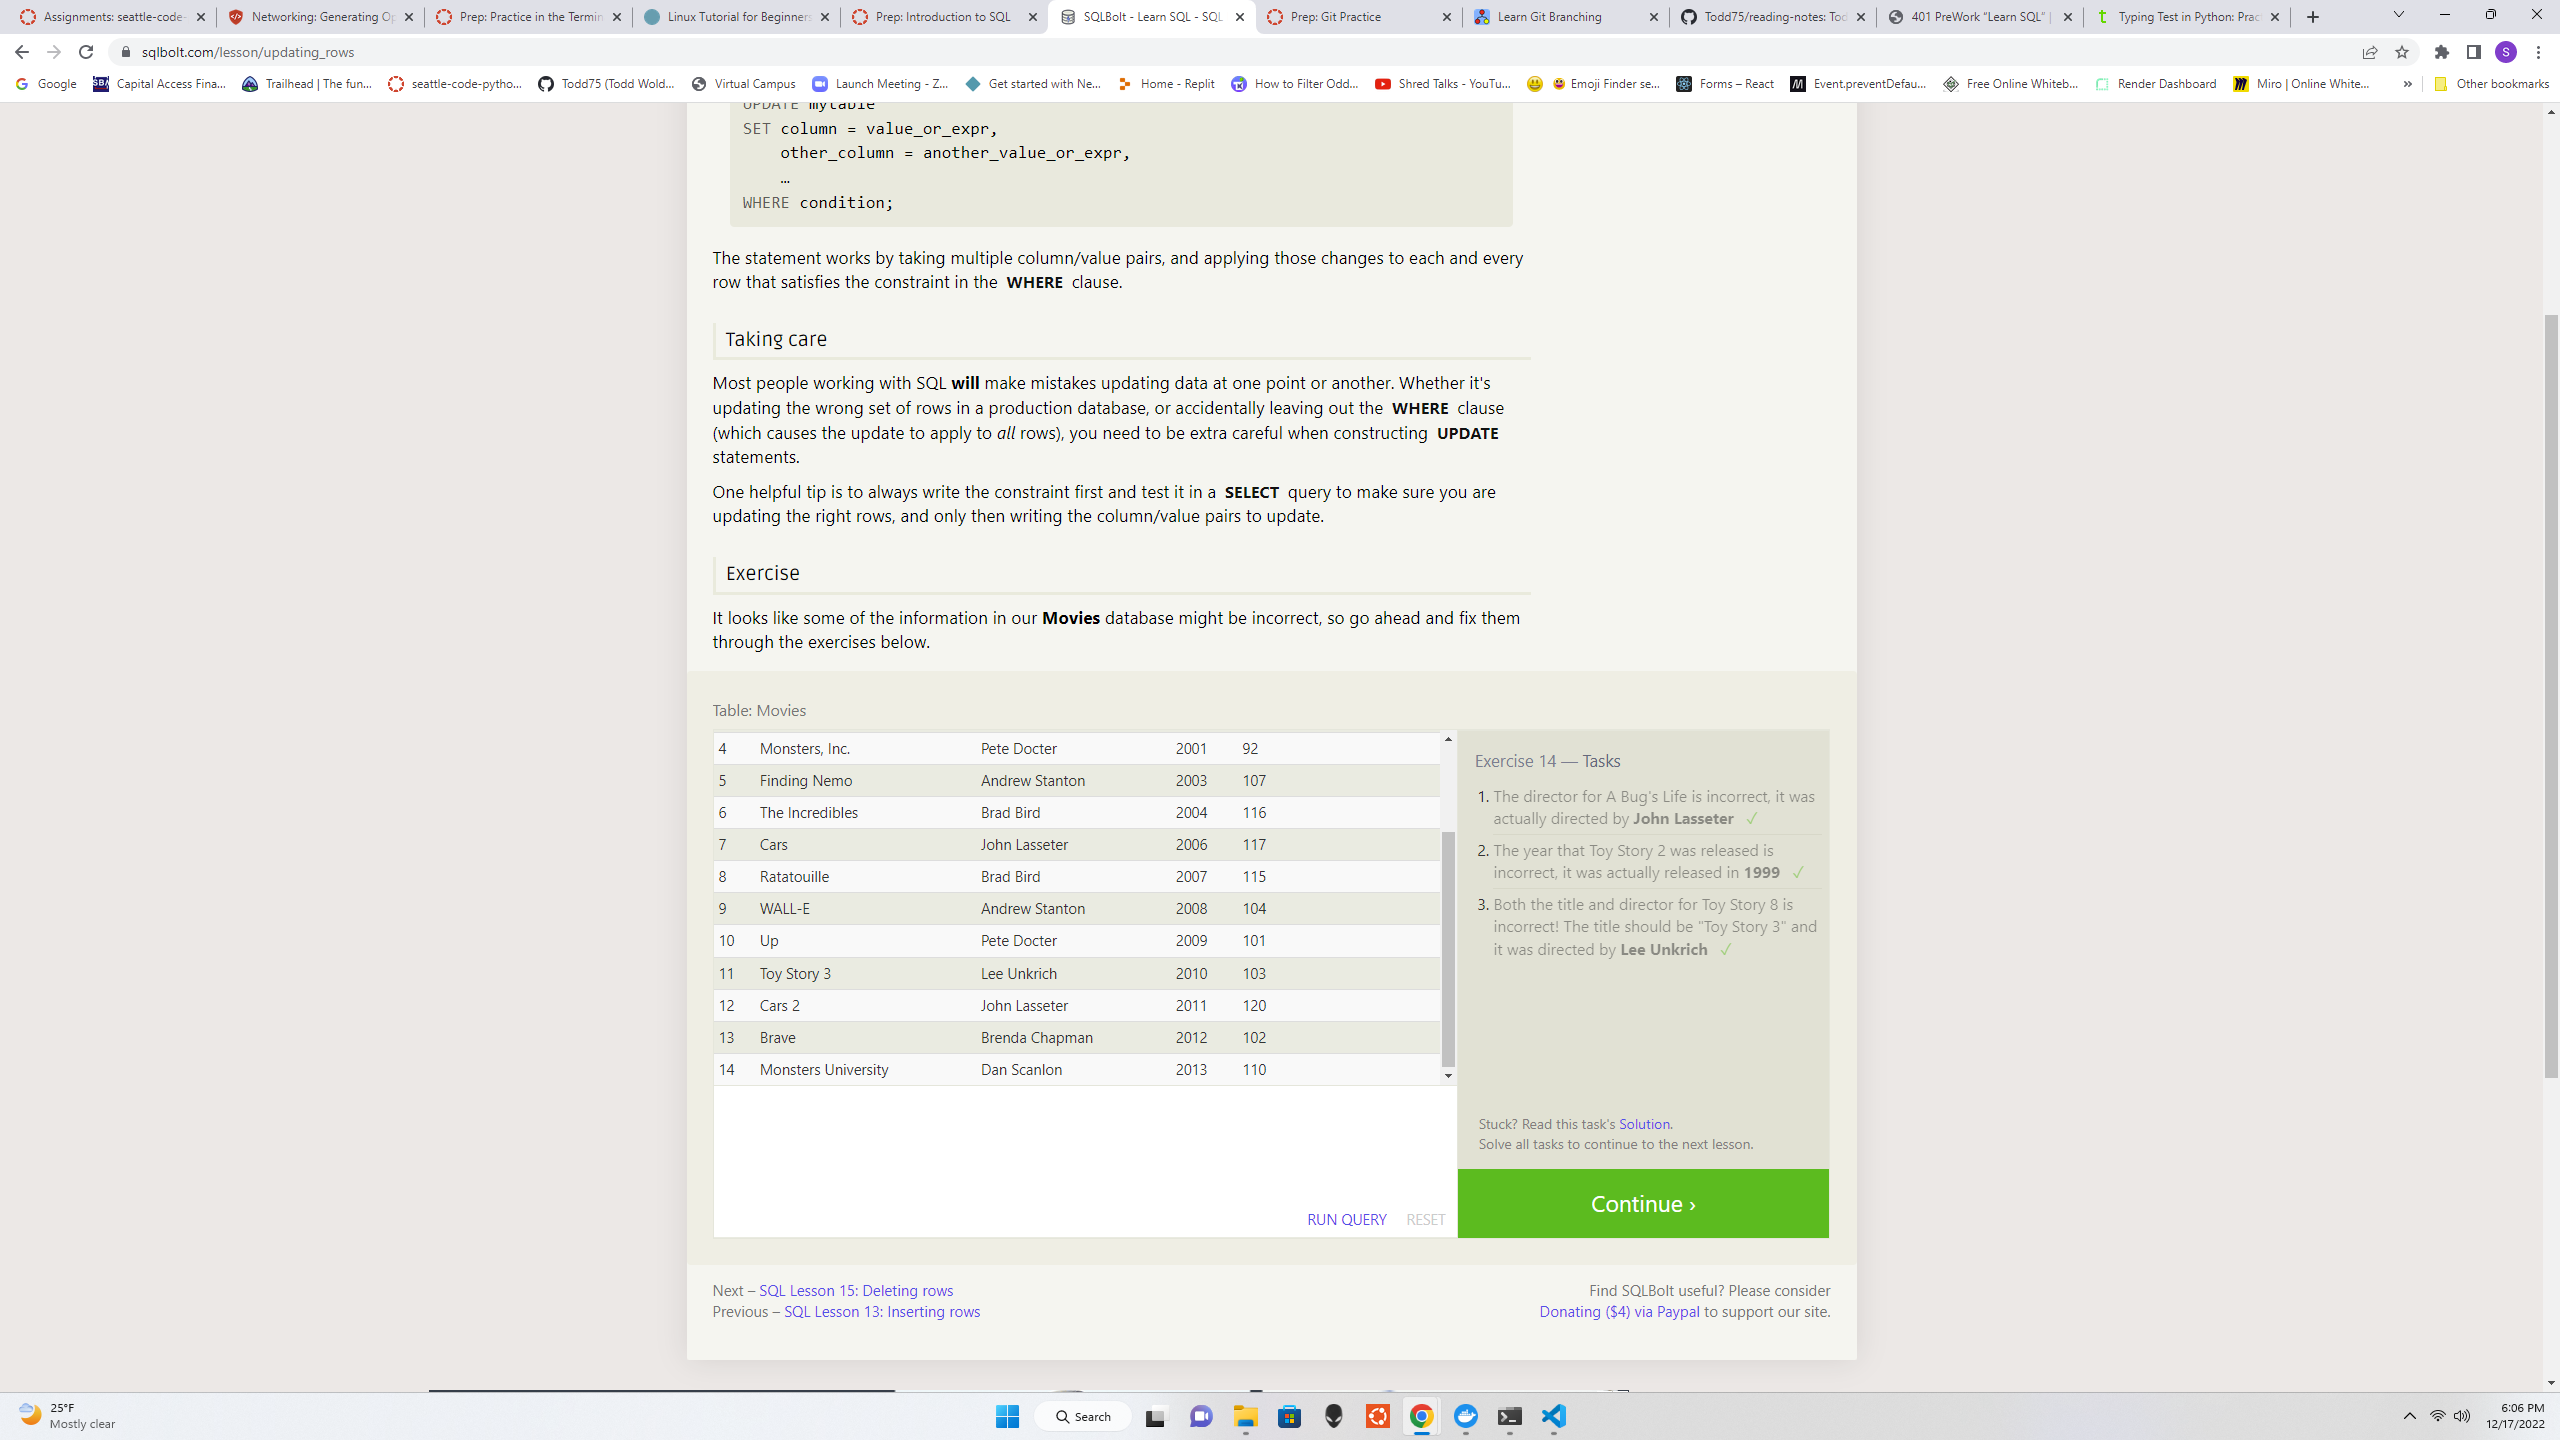 Assignments: seattle-code-
Networking: Generating Op
Prep: Practice in the Termin
Linux Tutorial for Beginners
Prep: Introduction to SQL
SQLBolt - Learn SQL - SQL
Prep: Git Practice
Learn Git Branching
Todd75/reading-notes: Tod
401 PreWork "Learn SQL" |
Typing Test in Python: Prac
sqlbolt.com/lesson/updating_rows
Google
Capital Access Fina...
Trailhead | The fun...
seattle-code-pytho...
Todd75 (Todd Wold...
Virtual Campus
Launch Meeting - Z...
Get started with Ne...
Home - Replit
How to Filter Odd...
Shred Talks - YouTu...
Emoji Finder se...
Forms – React
Event.preventDefau...
Free Online Whiteb...
Render Dashboard
Miro | Online White...
»
Other bookmarks
UPDATE mytable
SET column = value_or_expr,
other_column = another_value_or_expr,
…
WHERE condition;
The statement works by taking multiple column/value pairs, and applying those changes to each and every
row that satisfies the constraint in the WHERE clause.
Taking care
Most people working with SQL will make mistakes updating data at one point or another. Whether it's
updating the wrong set of rows in a production database, or accidentally leaving out the WHERE clause
(which causes the update to apply to all rows), you need to be extra careful when constructing UPDATE
statements.
One helpful tip is to always write the constraint first and test it in a SELECT query to make sure you are
updating the right rows, and only then writing the column/value pairs to update.
Exercise
It looks like some of the information in our Movies database might be incorrect, so go ahead and fix them
through the exercises below.
Table: Movies
4 Monsters, Inc. Pete Docter 2001 92
5 Finding Nemo Andrew Stanton 2003 107
6 The Incredibles Brad Bird 2004 116
7 Cars John Lasseter 2006 117
8 Ratatouille Brad Bird 2007 115
9 WALL-E Andrew Stanton 2008 104
10 Up Pete Docter 2009 101
11 Toy Story 3 Lee Unkrich 2010 103
12 Cars 2 John Lasseter 2011 120
13 Brave Brenda Chapman 2012 102
14 Monsters University Dan Scanlon 2013 110
RUN QUERY RESET
Exercise 14 — Tasks
1. The director for A Bug's Life is incorrect, it was
actually directed by John Lasseter ✓
2. The year that Toy Story 2 was released is
incorrect, it was actually released in 1999 ✓
3. Both the title and director for Toy Story 8 is
incorrect! The title should be "Toy Story 3" and
it was directed by Lee Unkrich ✓
Stuck? Read this task's Solution.
Solve all tasks to continue to the next lesson.
Continue ›
Next – SQL Lesson 15: Deleting rows
Previous – SQL Lesson 13: Inserting rows
Find SQLBolt useful? Please consider
Donating ($4) via Paypal to support our site.
25°F
Mostly clear
Search
6:06 PM
12/17/2022